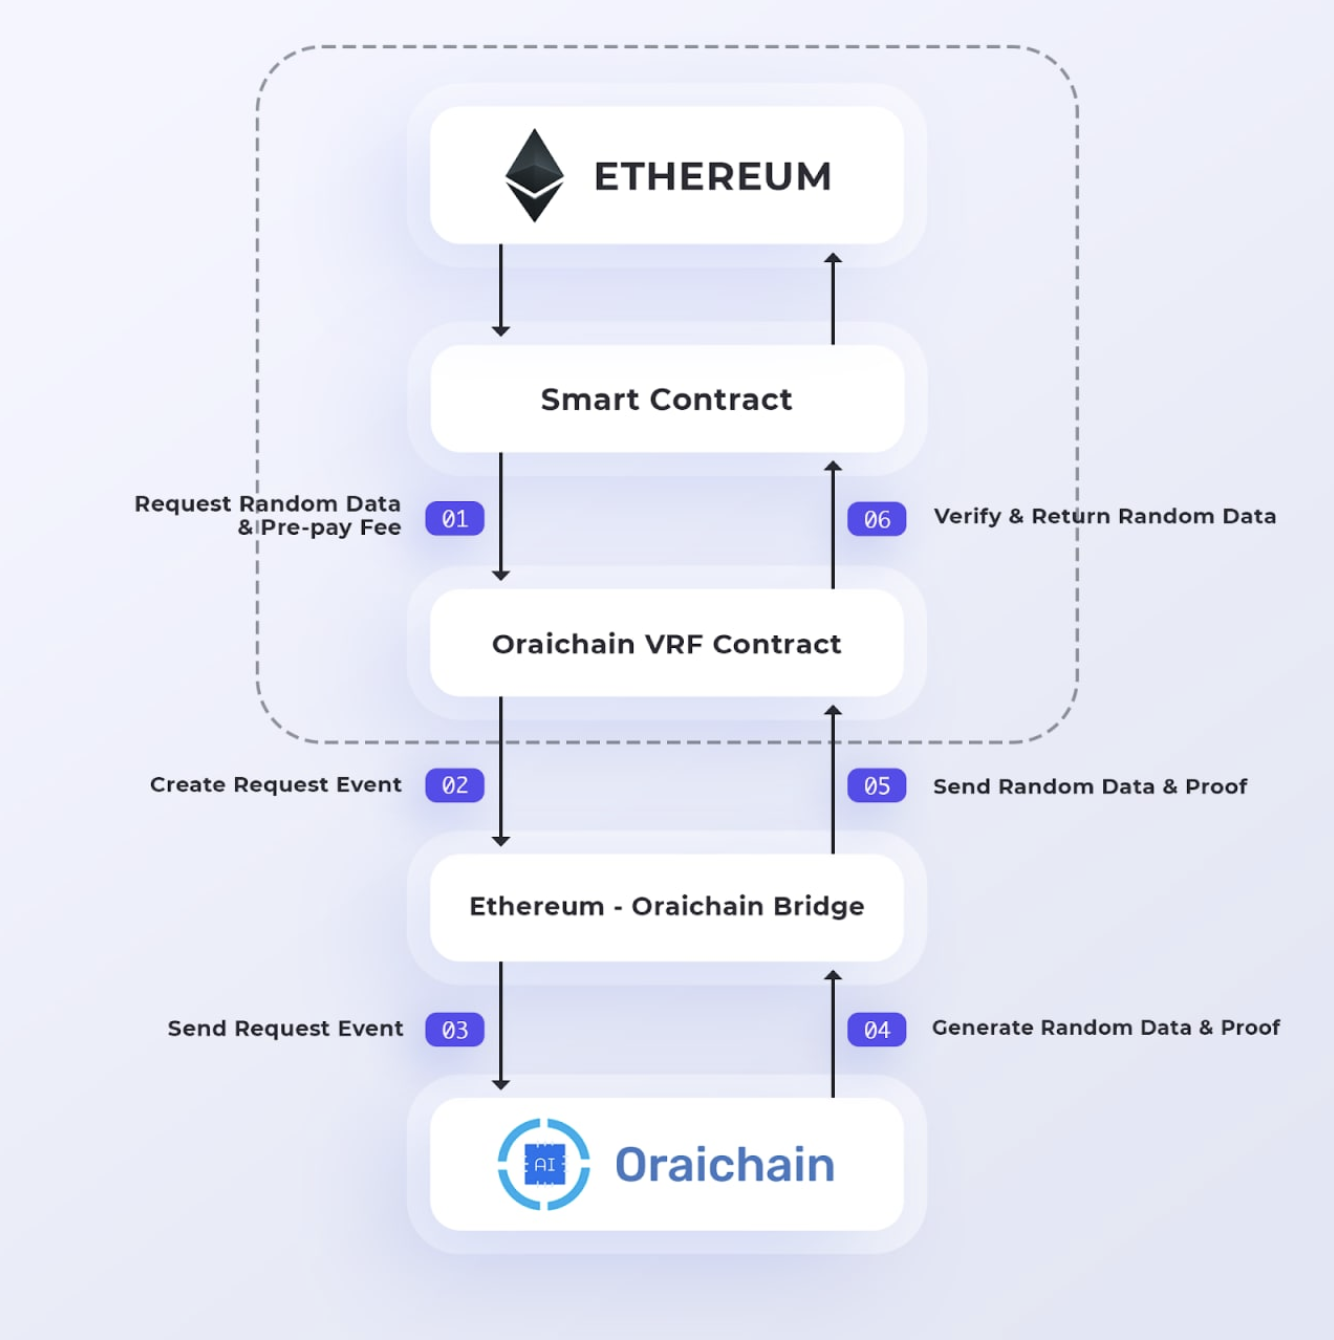 ETHEREUM
Smart Contract
Request Random Data
& Pre-pay Fee
01
06
Verify & Return Random Data
Oraichain VRF Contract
Create Request Event
02
05
Send Random Data & Proof
Ethereum - Oraichain Bridge
Send Request Event
03
04
Generate Random Data & Proof
AI
Oraichain